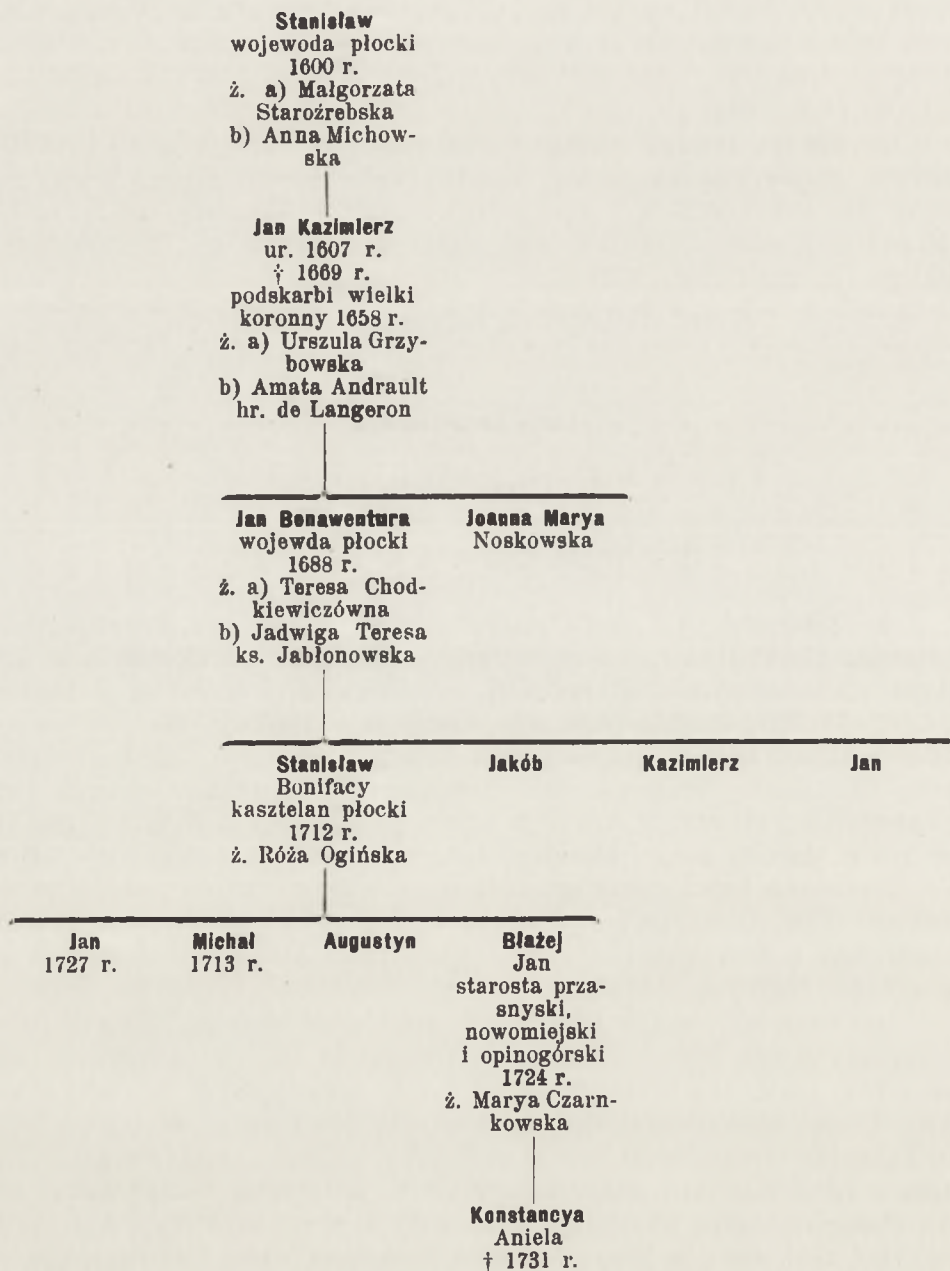 Stanisław
wojewoda płocki
1600 r.
ż. a) Małgorzata
Staroźrebska
b) Anna Michow-
ska
Jan Kazimierz
ur. 1607 r.
† 1669 r.
podskarbi wielki
koronny 1658 r.
ż. a) Urszula Grzy-
bowska
b) Amata Andrault
hr. de Langeron
Jan Bonawentura
wojewda płocki
1688 r.
ż. a) Teresa Chod-
kiewiczówna
b) Jadwiga Teresa
ks. Jabłonowska
Joanna Marya
Noskowska
Stanisław
Bonifacy
kasztelan płocki
1712 r.
ż. Róża Ogińska
Jakób
Kazimierz
Jan
Jan
1727 r.
Michał
1713 r.
Augustyn
Błażej
Jan
starosta prza-
snyski,
nowomiejski
i opinogórski
1724 r.
ż. Marya Czarn-
kowska
Konstancya
Aniela
† 1731 r.